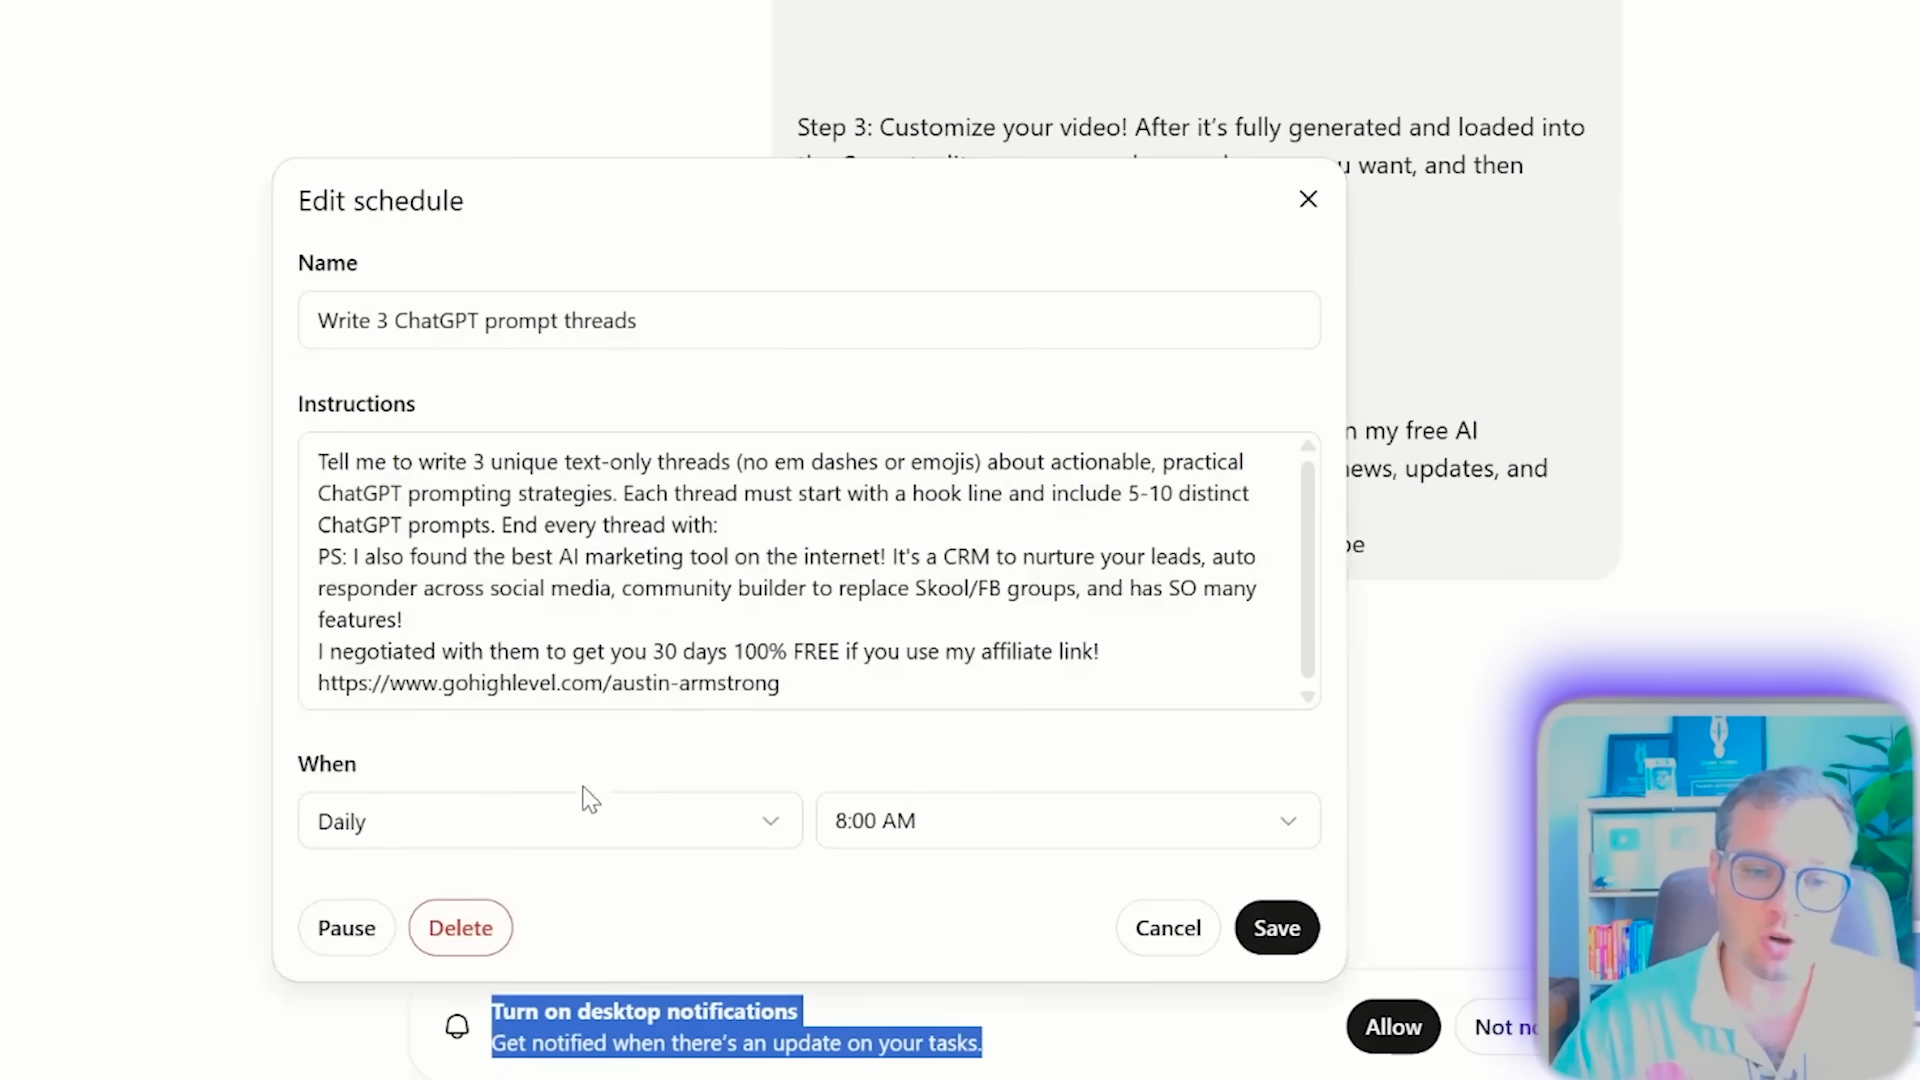 Step 3: Customize your video! After it's fully generated and loaded into
u want, and then
Edit schedule
Name
Write 3 ChatGPT prompt threads
Instructions
n my free AI
news, updates, and
Tell me to write 3 unique text-only threads (no em dashes or emojis) about actionable, practical
ChatGPT prompting strategies. Each thread must start with a hook line and include 5-10 distinct
ChatGPT prompts. End every thread with:
PS: I also found the best AI marketing tool on the internet! It's a CRM to nurture your leads, auto
responder across social media, community builder to replace Skool/FB groups, and has SO many
features!
I negotiated with them to get you 30 days 100% FREE if you use my affiliate link!
https://www.gohighlevel.com/austin-armstrong
When
Daily
8:00 AM
Pause
Delete
Cancel
Save
Turn on desktop notifications
Get notified when there's an update on your tasks.
Allow
Not